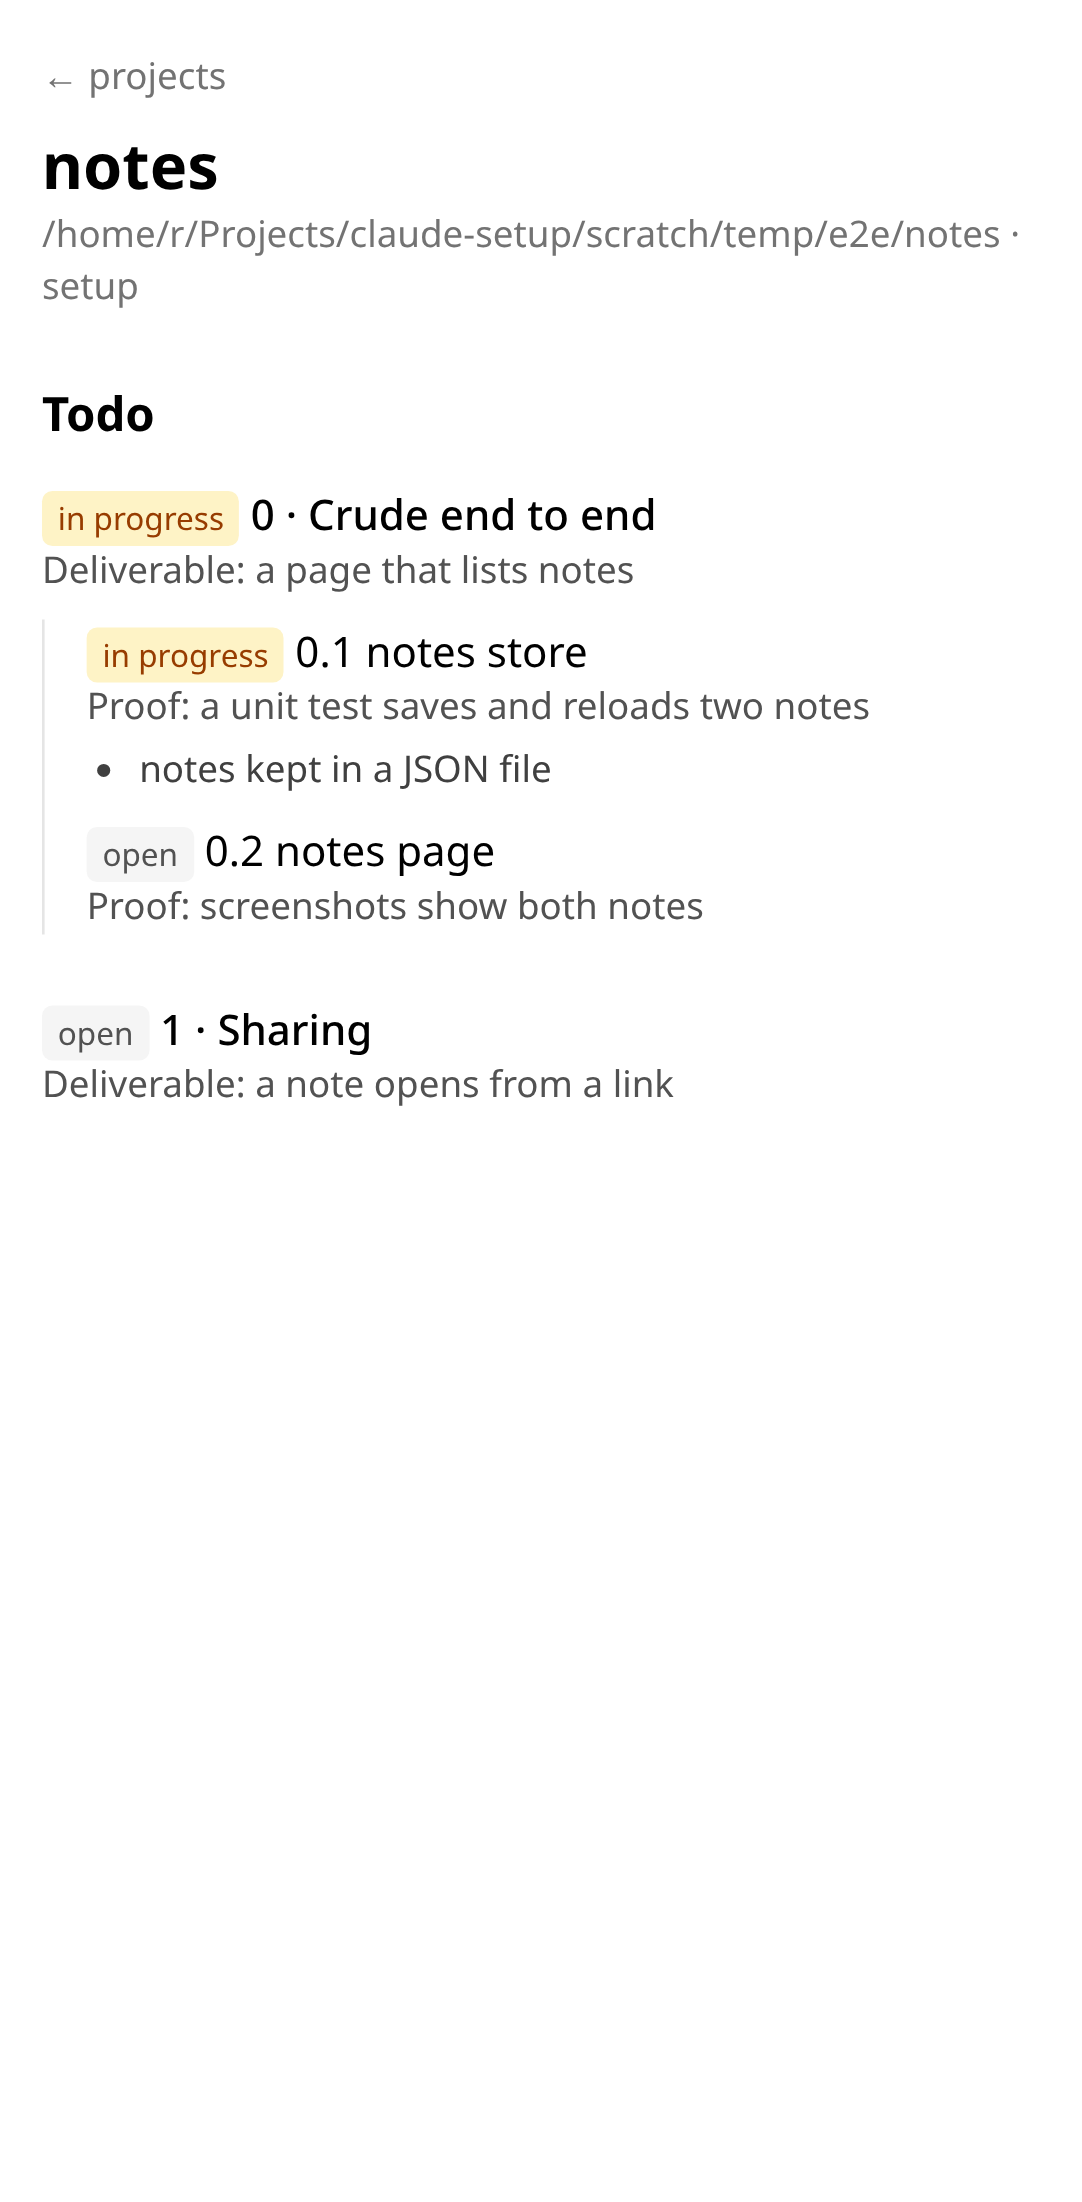 ← projects
notes
/home/r/Projects/claude-setup/scratch/temp/e2e/notes ·
setup
Todo
in progress 0 · Crude end to end
Deliverable: a page that lists notes
in progress 0.1 notes store
Proof: a unit test saves and reloads two notes
• notes kept in a JSON file
open 0.2 notes page
Proof: screenshots show both notes
open 1 · Sharing
Deliverable: a note opens from a link